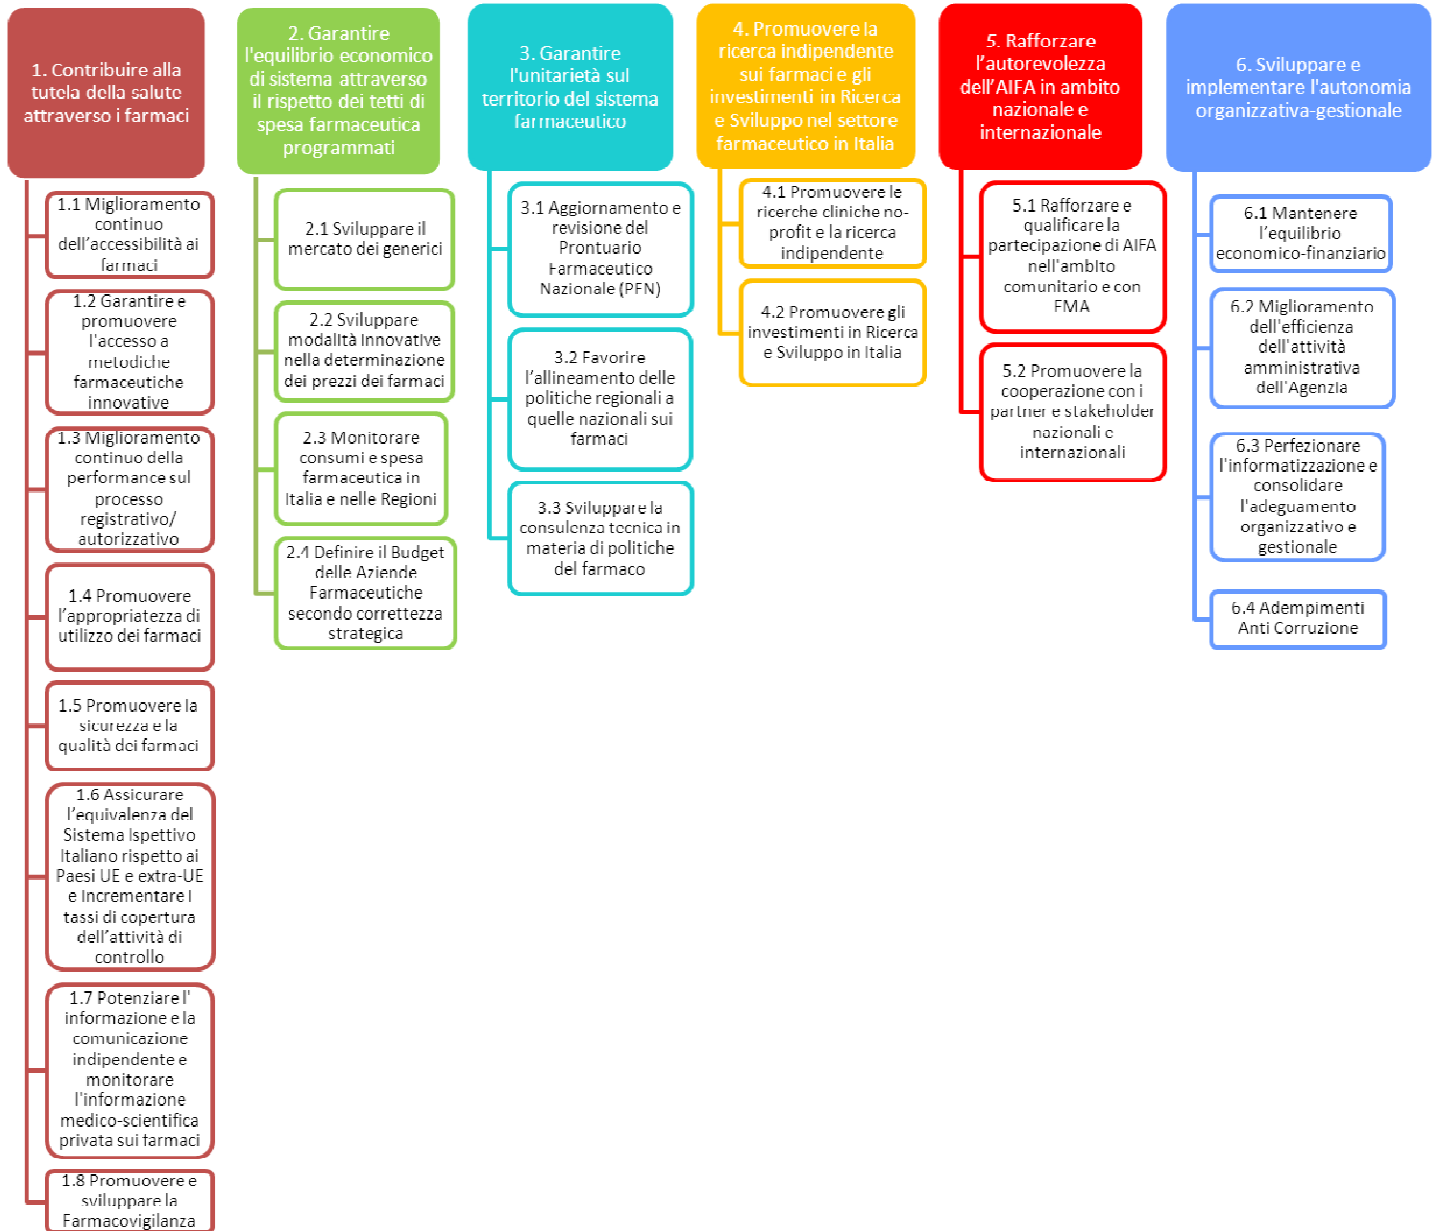 1. Contribuire alla
tutela della salute
attraverso i farmaci
1.1 Miglioramento
continuo
dell'accessibilità ai
farmaci
1.2 Garantire e
promuovere
l'accesso a
metodiche
farmaceutiche
innovative
1.3 Miglioramento
continuo della
performance sul
processo
registrativo/
autorizzativo
1.4 Promuovere
l'appropriatezza di
utilizzo dei farmaci
1.5 Promuovere la
sicurezza e la
qualità dei farmaci
1.6 Assicurare
l'equivalenza del
Sistema Ispettivo
Italiano rispetto ai
Paesi UE e extra-UE
e Incrementare i
tassi di copertura
dell'attività di
controllo
1.7 Potenziare l'
informazione e la
comunicazione
indipendente e
monitorare
l'informazione
medico-scientifica
privata sui farmaci
1.8 Promuovere e
sviluppare la
Farmacovigilanza
2. Garantire
l'equilibrio economico
di sistema attraverso
il rispetto dei tetti di
spesa farmaceutica
programmati
2.1 Sviluppare il
mercato dei generici
2.2 Sviluppare
modalità innovative
nella determinazione
dei prezzi dei farmaci
2.3 Monitorare
consumi e spesa
farmaceutica in
Italia e nelle Regioni
2.4 Definire il Budget
delle Aziende
Farmaceutiche
secondo correttezza
strategica
3. Garantire
l'unitarietà sul
territorio del sistema
farmaceutico
3.1 Aggiornamento e
revisione del
Prontuario
Farmaceutico
Nazionale (PFN)
3.2 Favorire
l'allineamento delle
politiche regionali a
quelle nazionali sui
farmaci
3.3 Sviluppare la
consulenza tecnica in
materia di politiche
del farmaco
4. Promuovere la
ricerca indipendente
sui farmaci e gli
investimenti in Ricerca
e Sviluppo nel settore
farmaceutico in Italia
4.1 Promuovere le
ricerche cliniche no-
profit e la ricerca
indipendente
4.2 Promuovere gli
investimenti in Ricerca
e Sviluppo in Italia
5. Rafforzare
l'autorevolezza
dell'AIFA in ambito
nazionale e
internazionale
5.1 Rafforzare e
qualificare la
partecipazione di AIFA
nell'ambito
comunitario e con
EMA
5.2 Promuovere la
cooperazione con i
partner e stakeholder
nazionali e
internazionali
6. Sviluppare e
implementare l'autonomia
organizzativa-gestionale
6.1 Mantenere
l'equilibrio
economico-finanziario
6.2 Miglioramento
dell'efficienza
dell'attività
amministrativa
dell'Agenzia
6.3 Perfezionare
l'informatizzazione e
consolidare
l'adeguamento
organizzativo e
gestionale
6.4 Adempimenti
Anti Corruzione